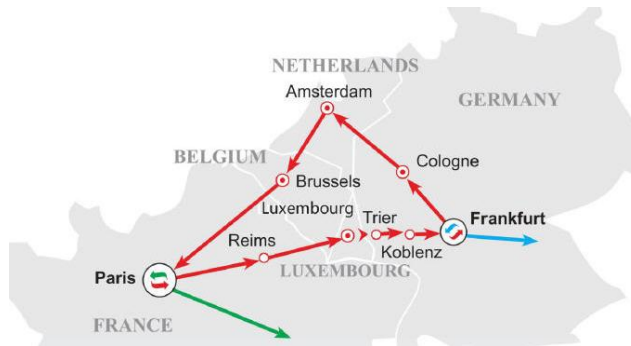 NETHERLANDS
Amsterdam
GERMANY
BELGIUM
Cologne
Brussels
Luxembourg
Trier
Frankfurt
Reims
Koblenz
Paris
LUXEMBOURG
FRANCE